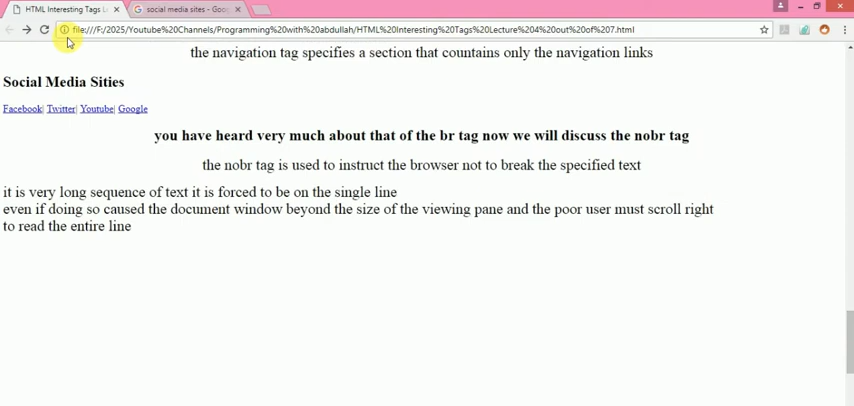 HTML Interesting Tags L
social media sites - Goo
file:///F:/2025/Youtube%20Channels/Programming%20with%20abdullah/HTML%20Interesting%20Tags%20Lecture%204%20out%20of%207.html
the navigation tag specifies a section that countains only the navigation links
Social Media Sities
Facebook| Twitter| Youtube| Google
you have heard very much about that of the br tag now we will discuss the nobr tag
the nobr tag is used to instruct the browser not to break the specified text
it is very long sequence of text it is forced to be on the single line
even if doing so caused the document window beyond the size of the viewing pane and the poor user must scroll right
to read the entire line